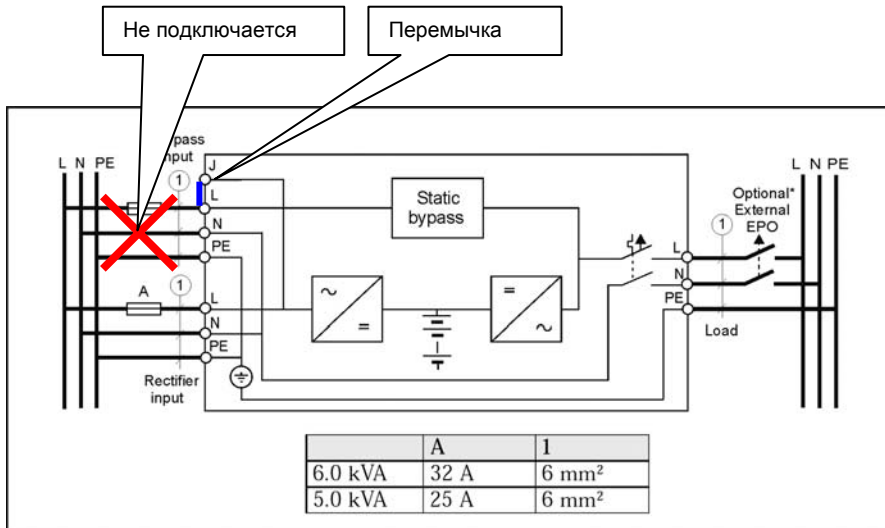 Не подключается
Перемычка
pass
nput
L N PE
1
J
L
N
PE
Static
bypass
L N PE
Optional*
External
EPO
1
L
N
PE
Load
1
A
L
N
PE
~
=
=
~
Rectifier
input
A 1
6.0 kVA 32 A 6 mm²
5.0 kVA 25 A 6 mm²